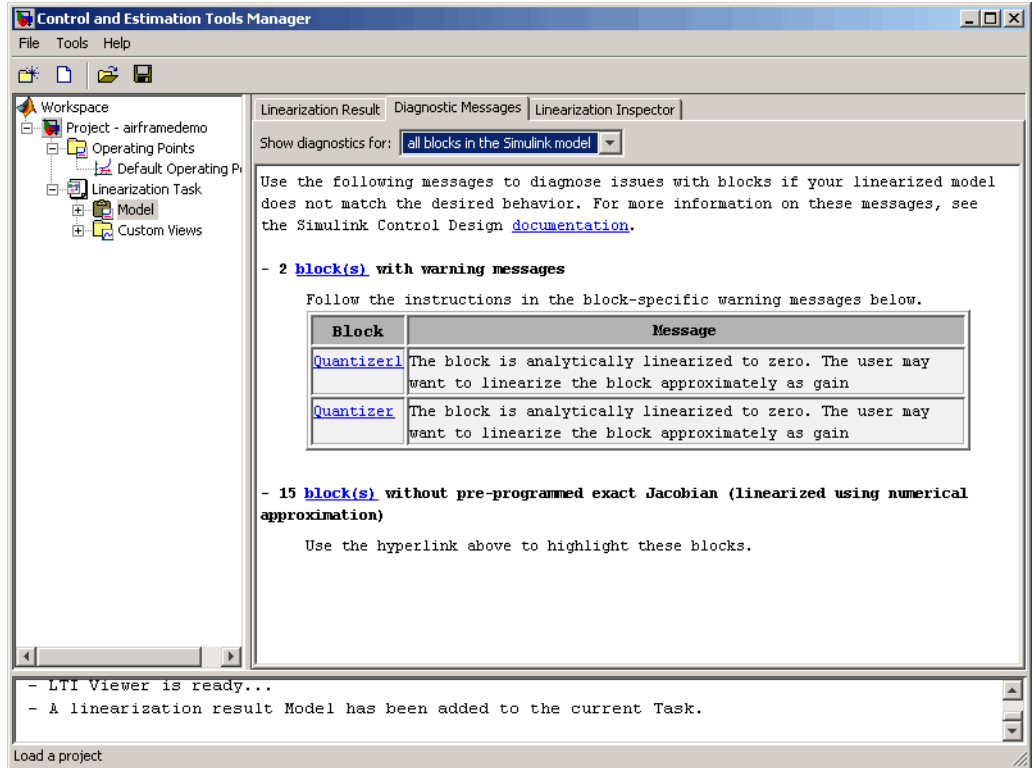 Control and Estimation Tools Manager
File Tools Help
Workspace
Project - airframedemo
Operating Points
Default Operating P
Linearization Task
Model
Custom Views
Linearization Result Diagnostic Messages Linearization Inspector
Show diagnostics for: all blocks in the Simulink model
Use the following messages to diagnose issues with blocks if your linearized model
does not match the desired behavior. For more information on these messages, see
the Simulink Control Design documentation.
- 2 block(s) with warning messages
Follow the instructions in the block-specific warning messages below.
Block Message
Quantizer1 The block is analytically linearized to zero. The user may
want to linearize the block approximately as gain
Quantizer The block is analytically linearized to zero. The user may
want to linearize the block approximately as gain
- 15 block(s) without pre-programmed exact Jacobian (linearized using numerical
approximation)
Use the hyperlink above to highlight these blocks.
- LTI Viewer is ready...
- A linearization result Model has been added to the current Task.
Load a project